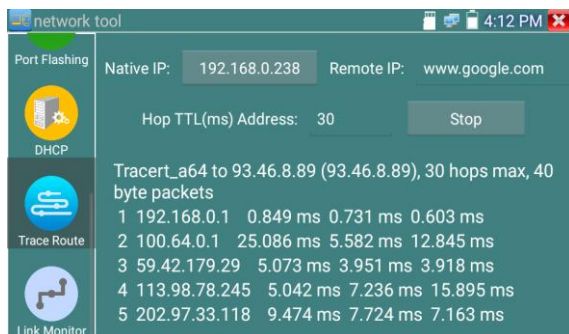 network tool
4:12 PM
Port Flashing
Native IP: 192.168.0.238 Remote IP: www.google.com
Hop TTL(ms) Address: 30 Stop
DHCP
Tracert_a64 to 93.46.8.89 (93.46.8.89), 30 hops max, 40
byte packets
1 192.168.0.1 0.849 ms 0.731 ms 0.603 ms
Trace Route
2 100.64.0.1 25.086 ms 5.582 ms 12.845 ms
3 59.42.179.29 5.073 ms 3.951 ms 3.918 ms
4 113.98.78.245 5.042 ms 7.236 ms 15.895 ms
5 202.97.33.118 9.474 ms 7.724 ms 7.163 ms
Link Monitor